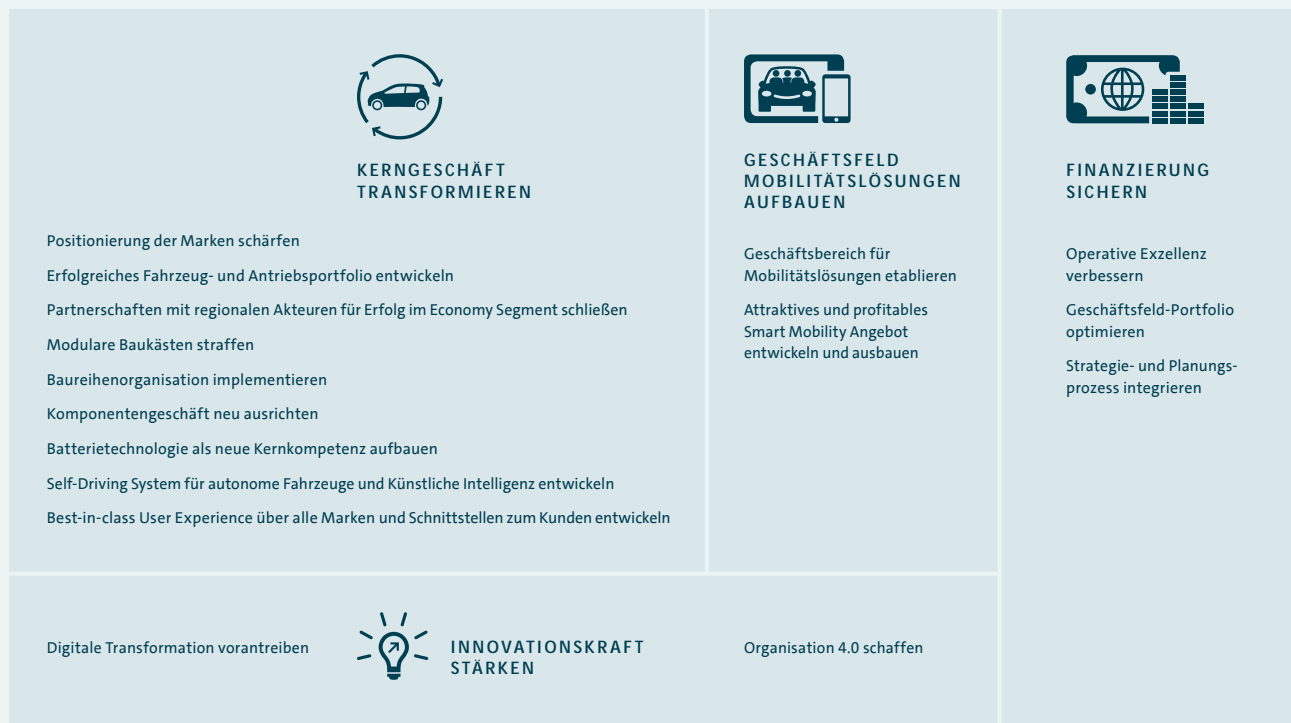 KERNGESCHÄFT
TRANSFORMIEREN
Positionierung der Marken schärfen
Erfolgreiches Fahrzeug- und Antriebsportfolio entwickeln
Partnerschaften mit regionalen Akteuren für Erfolg im Economy Segment schließen
Modulare Baukästen straffen
Baureihenorganisation implementieren
Komponentengeschäft neu ausrichten
Batterietechnologie als neue Kernkompetenz aufbauen
Self-Driving System für autonome Fahrzeuge und Künstliche Intelligenz entwickeln
Best-in-class User Experience über alle Marken und Schnittstellen zum Kunden entwickeln
GESCHÄFTSFELD
MOBILITÄTSLÖSUNGEN
AUFBAUEN
Geschäftsbereich für
Mobilitätslösungen etablieren
Attraktives und profitables
Smart Mobility Angebot
entwickeln und ausbauen
FINANZIERUNG
SICHERN
Operative Exzellenz
verbessern
Geschäftsfeld-Portfolio
optimieren
Strategie- und Planungs-
prozess integrieren
Digitale Transformation vorantreiben
INNOVATIONSKRAFT
STÄRKEN
Organisation 4.0 schaffen